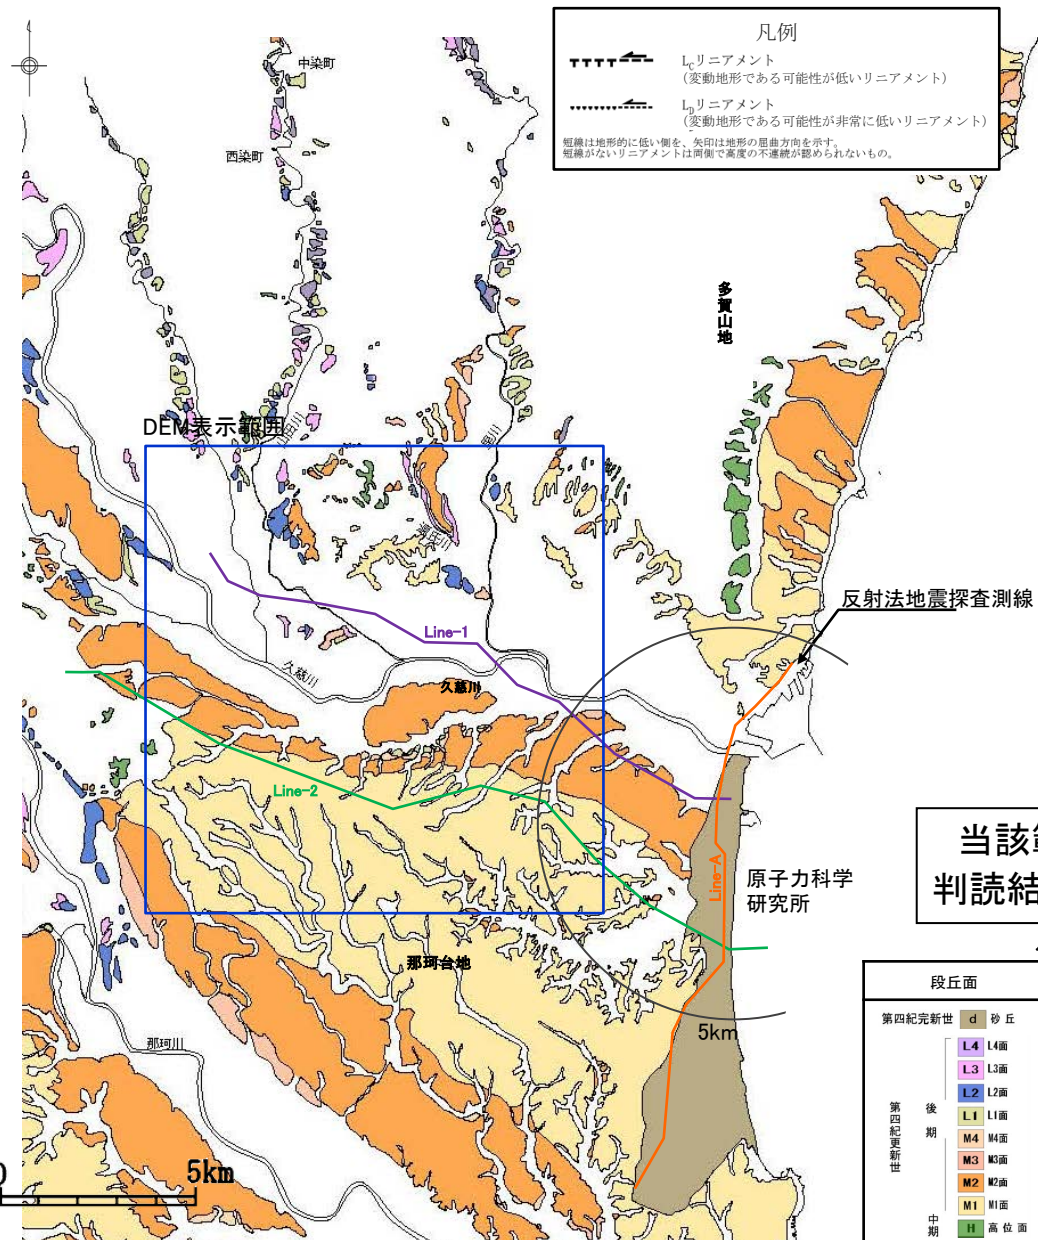 凡例
LCリニアメント
(変動地形である可能性が低いリニアメント)
LDリニアメント
(変動地形である可能性が非常に低いリニアメント)
短線は地形的に低い側を、矢印は地形の屈曲方向を示す。
短線がないリニアメントは両側で高度の不連続が認められないもの。
中染町
西染町
多賀山地
DEM表示範囲
山田川
里川
源氏川
反射法地震探査測線
Line-1
久慈川
久慈川
Line-2
Line-A
原子力科学
研究所
那珂台地
5km
那珂川
5km
当該
判読結
段丘面
第四紀完新世 d 砂丘
L4 L4面
L3 L3面
L2 L2面
L1 L1面
M4 M4面
M3 M3面
M2 M2面
M1 M1面
H 高位面
第四紀更新世
後期
中期